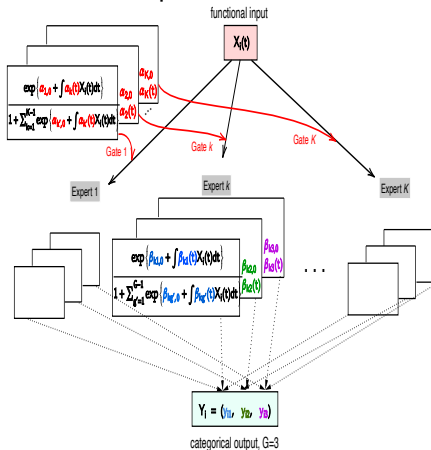 functional input
X_i(t)
α_{K,0}
α_K(t)
α_{2,0}
α_2(t)
exp{α_{1,0} + ∫α_k(t)X_i(t)dt}
1 + ∑_{k=1}^{K-1} exp{α_{k',0} + ∫α_{k'}(t)X_i(t)dt}
Gate 1
Gate k
Gate K
Expert 1
Expert k
Expert K
β_{k3,0}
β_{k3}(t)
β_{k2,0}
β_{k2}(t)
exp{β_{k1,0} + ∫β_{k1}(t)X_i(t)dt}
1 + ∑_{g'=1}^{G-1} exp{β_{kg',0} + ∫β_{kg'}(t)X_i(t)dt}
. . .
Y_i = (y_{i1}, y_{i2}, y_{i3})
categorical output, G=3